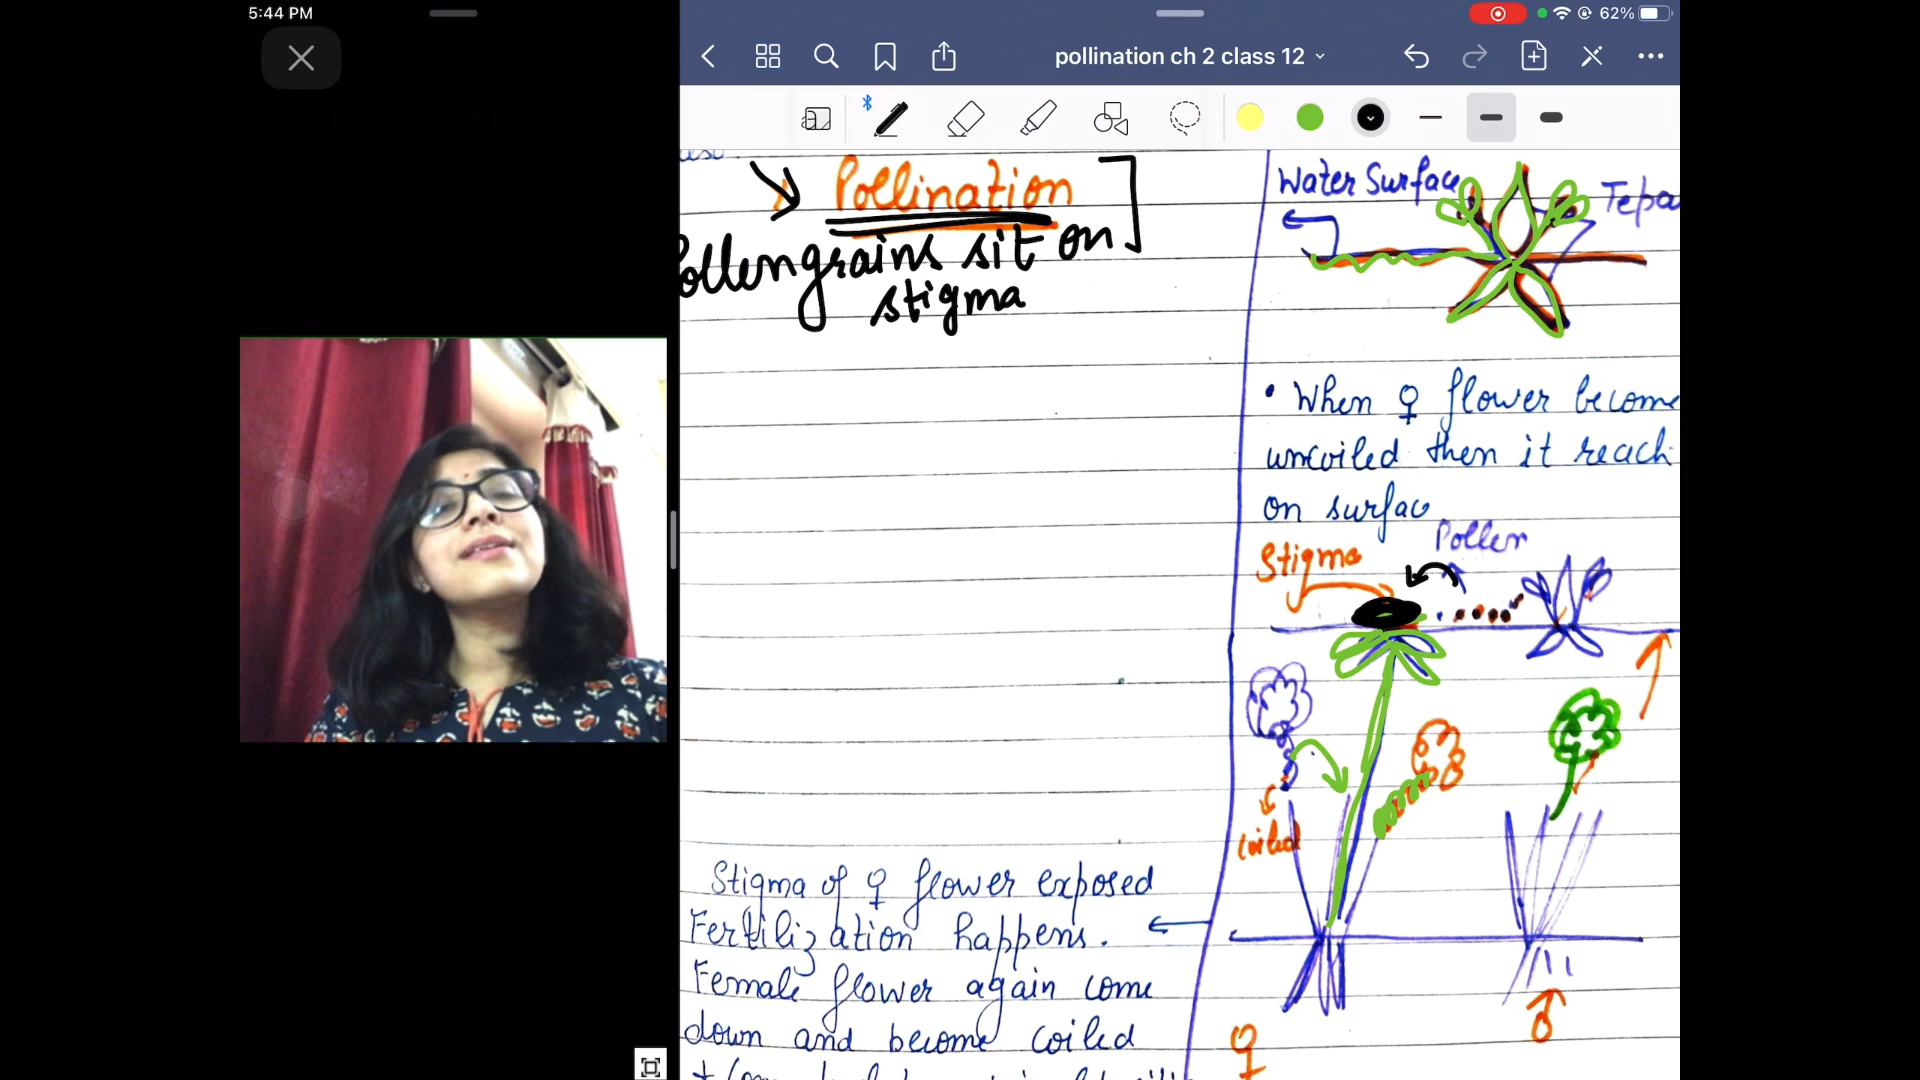 5:44 PM
62%
pollination ch 2 class 12
Pollination
Pollengrains sit on
stigma
Water Surface
Tepa
• When ♀ flower become
uncoiled then it reach
on surfac
Stigma
Pollen
coiled
Stigma of ♀ flower exposed
Fertilization happens.
Female flower again come
down and become coiled
♀
♂